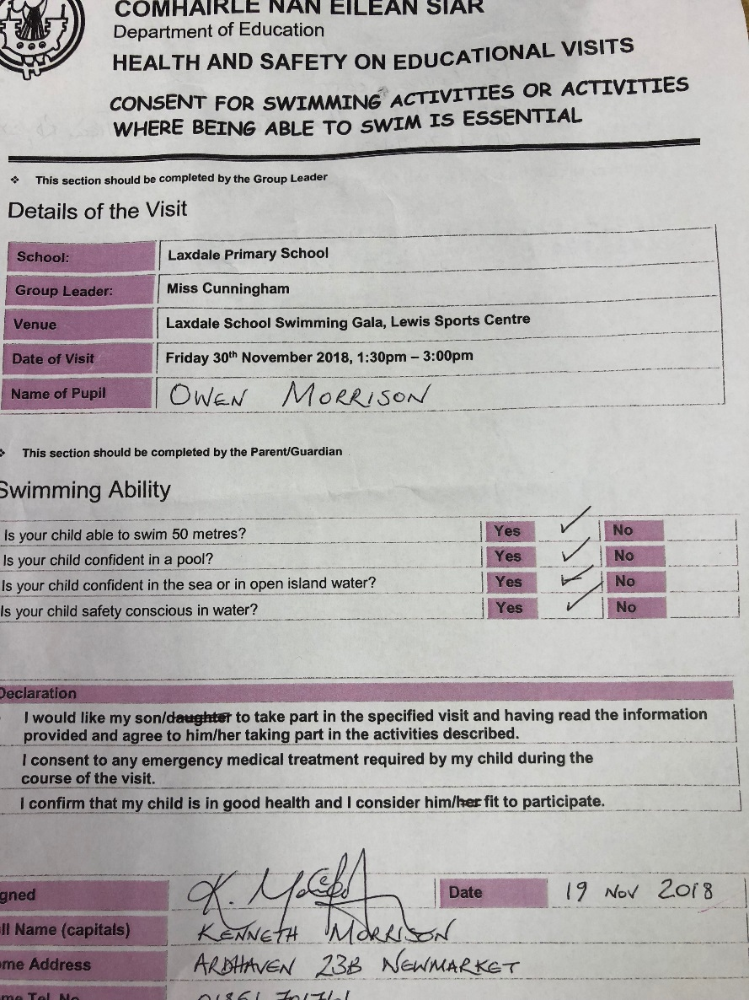 COMHAIRLE NAN EILEAN SIAR
Department of Education
HEALTH AND SAFETY ON EDUCATIONAL VISITS
CONSENT FOR SWIMMING ACTIVITIES OR ACTIVITIES
WHERE BEING ABLE TO SWIM IS ESSENTIAL
❖ This section should be completed by the Group Leader
Details of the Visit
School: Laxdale Primary School
Group Leader: Miss Cunningham
Venue Laxdale School Swimming Gala, Lewis Sports Centre
Date of Visit Friday 30th November 2018, 1:30pm – 3:00pm
Name of Pupil OWEN MORRISON
❖ This section should be completed by the Parent/Guardian
Swimming Ability
Is your child able to swim 50 metres? Yes ✓ No
Is your child confident in a pool? Yes ✓ No
Is your child confident in the sea or in open island water? Yes ✓ No
Is your child safety conscious in water? Yes ✓ No
Declaration
I would like my son/daughter to take part in the specified visit and having read the information
provided and agree to him/her taking part in the activities described.
I consent to any emergency medical treatment required by my child during the
course of the visit.
I confirm that my child is in good health and I consider him/her fit to participate.
gned K. Date 19 NOV 2018
ll Name (capitals) KENNETH MORRISON
me Address ARDHAVEN 23B NEWMARKET
me Tel. No